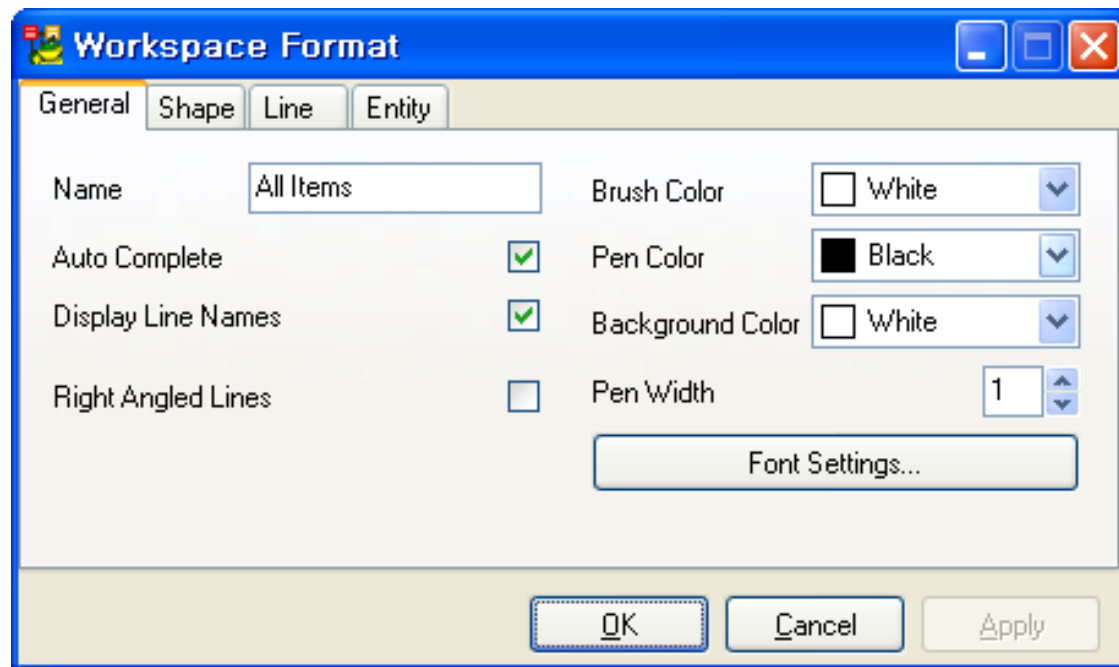 Workspace Format
General Shape Line Entity
Name All Items Brush Color White
Auto Complete Pen Color Black
Display Line Names Background Color White
Right Angled Lines Pen Width 1
Font Settings...
OK Cancel Apply